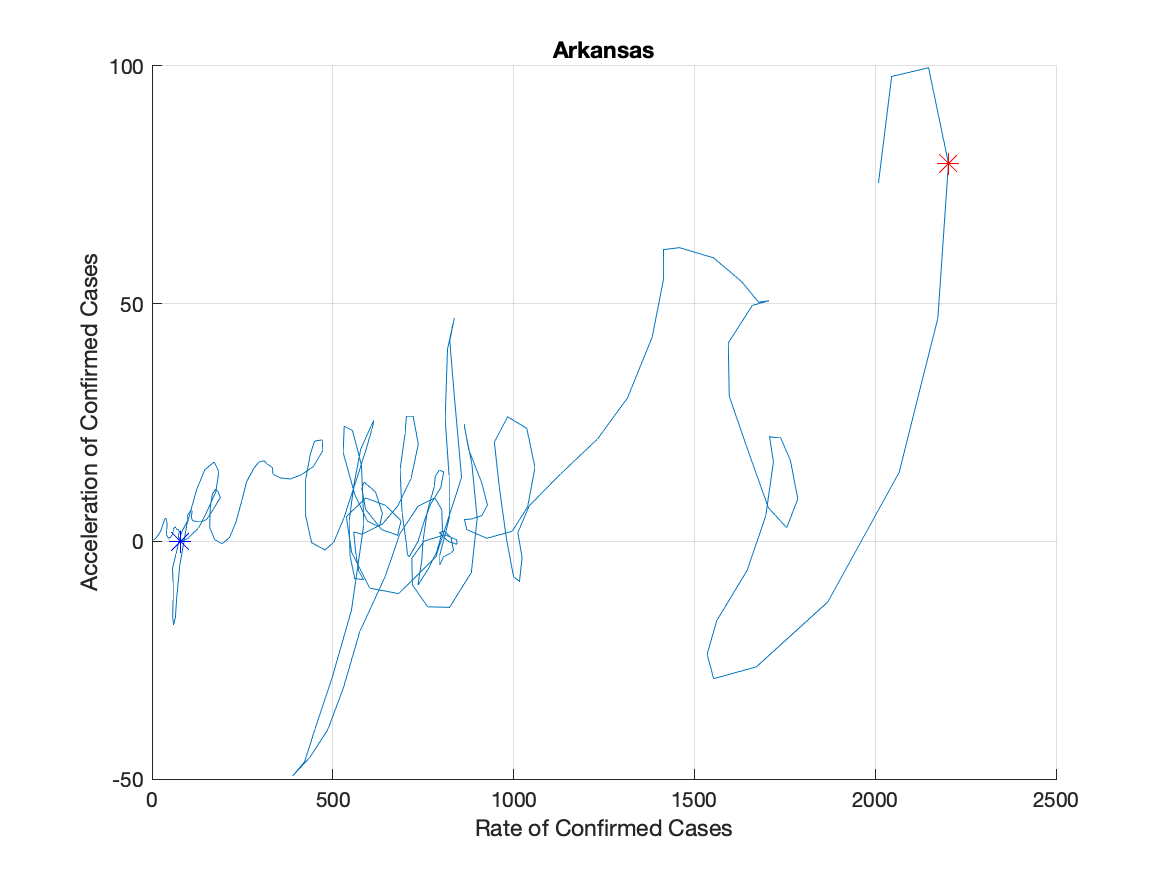 Arkansas
100
50
0
-50
Acceleration of Confirmed Cases
0 500 1000 1500 2000 2500
Rate of Confirmed Cases